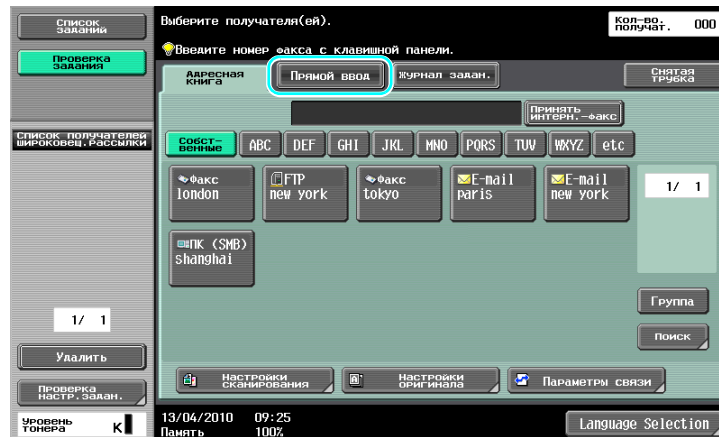 Список
заданий
Проверка
задания
Список получателей
широковещ.рассылки
1/ 1
Удалить
Проверка
настр.задан.
Уровень
тонера
K
Выберите получателя(ей).
Кол-во.
получат.
000
Введите номер факса с клавишной панели.
Адресная
книга
Прямой ввод
Журнал задан.
Снятая
трубка
Принять
интерн.-факс
Собст-
венные
ABC
DEF
GHI
JKL
MNO
PQRS
TUV
WXYZ
etc
Факс
london
FTP
new york
Факс
tokyo
E-mail
paris
E-mail
new york
1/ 1
ПК (SMB)
shanghai
Группа
Поиск
Настройки
сканирования
Настройки
оригинала
Параметры связи
13/04/2010 09:25
Память 100%
Language Selection